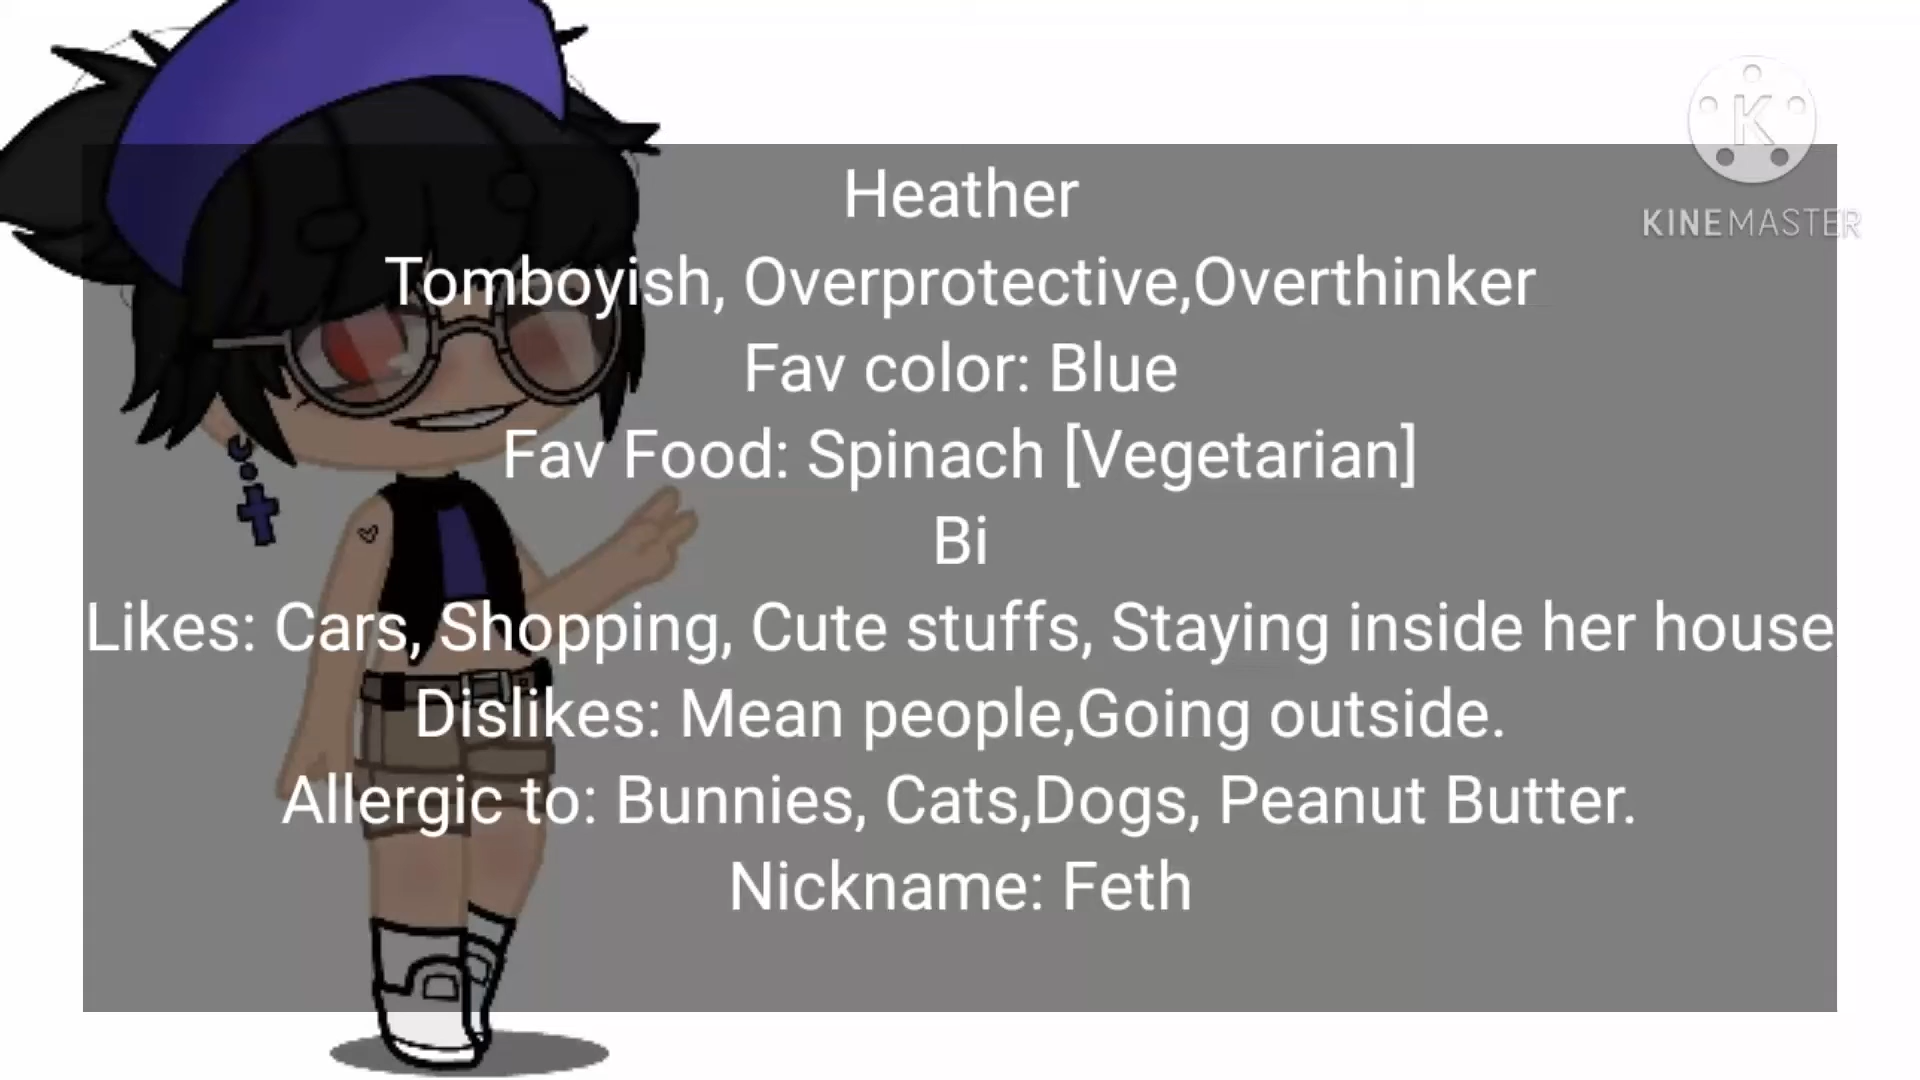 K
KINEMASTER
Heather
Tomboyish, Overprotective,Overthinker
Fav color: Blue
Fav Food: Spinach [Vegetarian]
Bi
Likes: Cars, Shopping, Cute stuffs, Staying inside her house
Dislikes: Mean people,Going outside.
Allergic to: Bunnies, Cats,Dogs, Peanut Butter.
Nickname: Feth